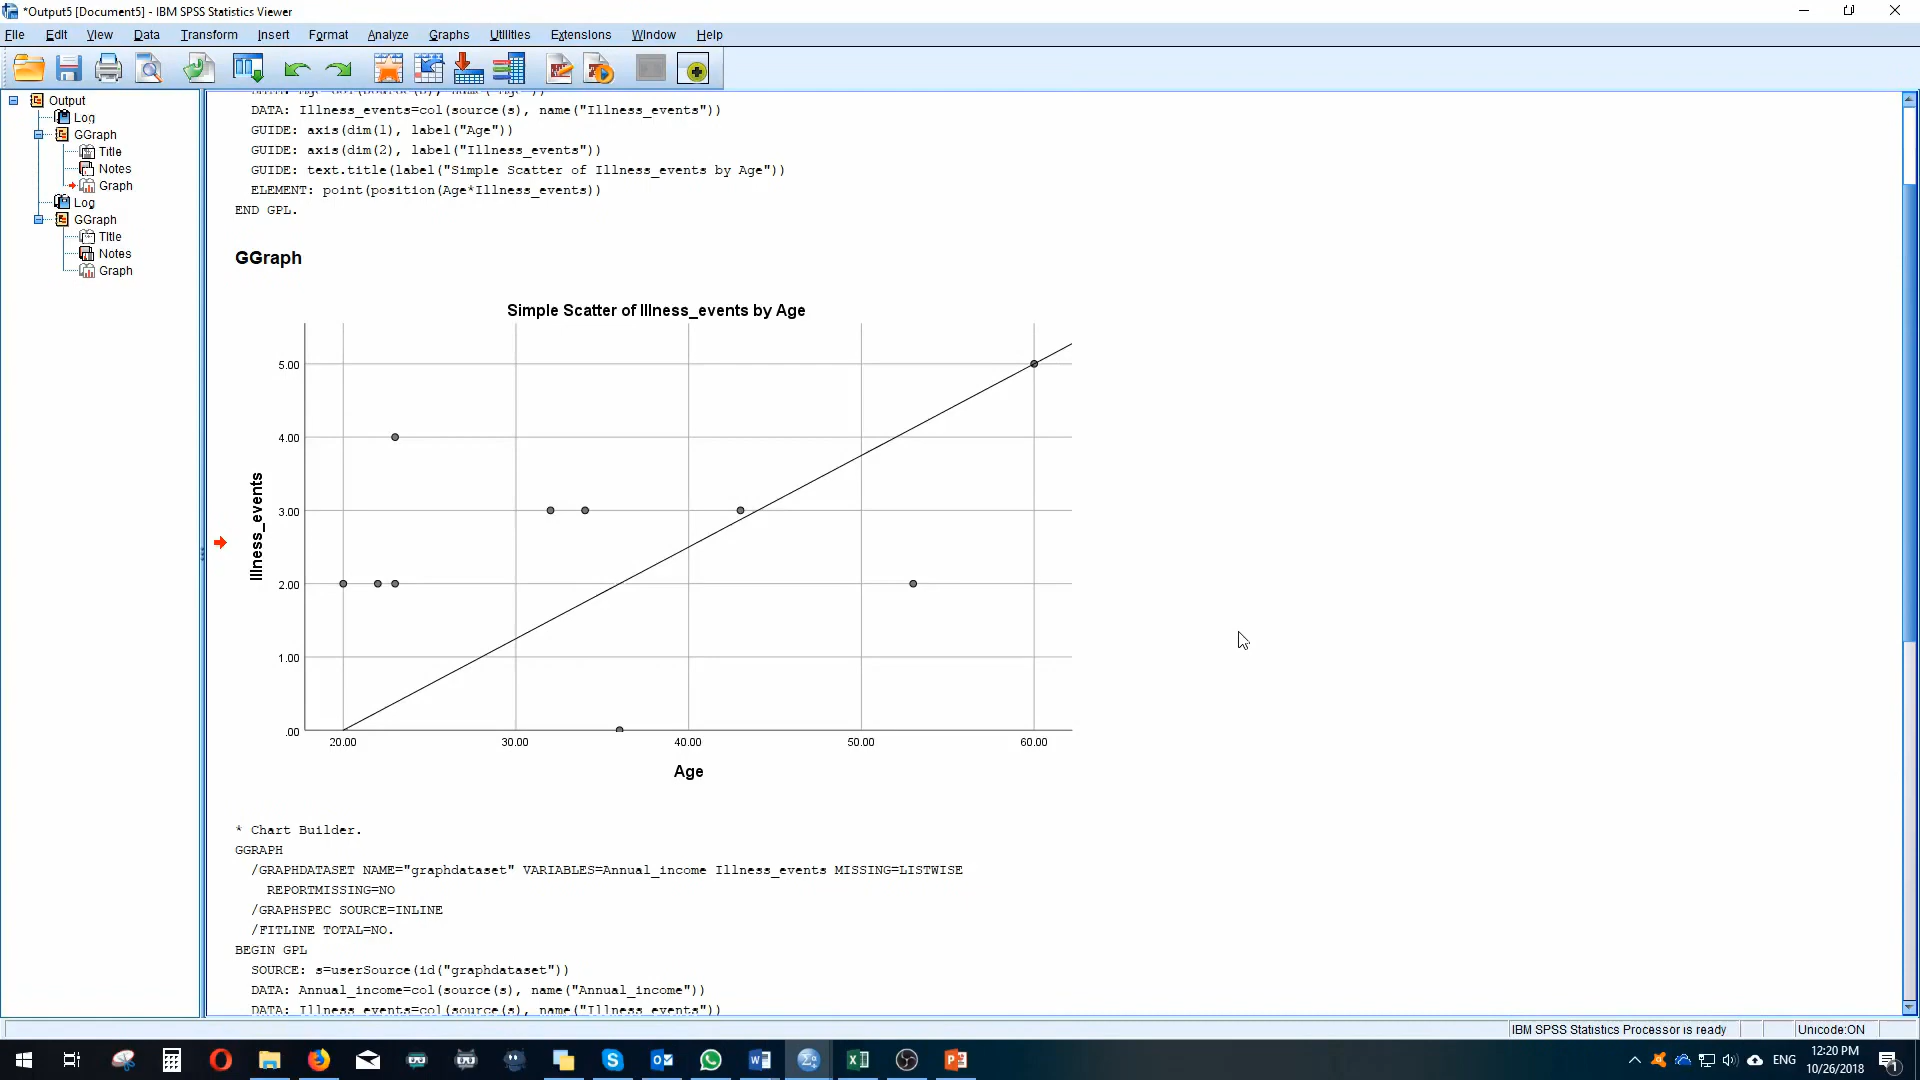 *Output5 [Document5] - IBM SPSS Statistics Viewer
File Edit View Data Transform Insert Format Analyze Graphs Utilities Extensions Window Help
Output
Log
GGraph
Title
Notes
Graph
Log
GGraph
Title
Notes
Graph
DATA: Illness_events=col(source(s), name("Illness_events"))
GUIDE: axis(dim(1), label("Age"))
GUIDE: axis(dim(2), label("Illness_events"))
GUIDE: text.title(label("Simple Scatter of Illness_events by Age"))
ELEMENT: point(position(Age*Illness_events))
END GPL.
GGraph
Simple Scatter of Illness_events by Age
5.00
4.00
3.00
2.00
1.00
.00
Illness_events
20.00 30.00 40.00 50.00 60.00
Age
* Chart Builder.
GGRAPH
/GRAPHDATASET NAME="graphdataset" VARIABLES=Annual_income Illness_events MISSING=LISTWISE
REPORTMISSING=NO
/GRAPHSPEC SOURCE=INLINE
/FITLINE TOTAL=NO.
BEGIN GPL
SOURCE: s=userSource(id("graphdataset"))
DATA: Annual_income=col(source(s), name("Annual_income"))
DATA: Illness_events=col(source(s), name("Illness_events"))
IBM SPSS Statistics Processor is ready Unicode:ON
ENG
12:20 PM
10/26/2018